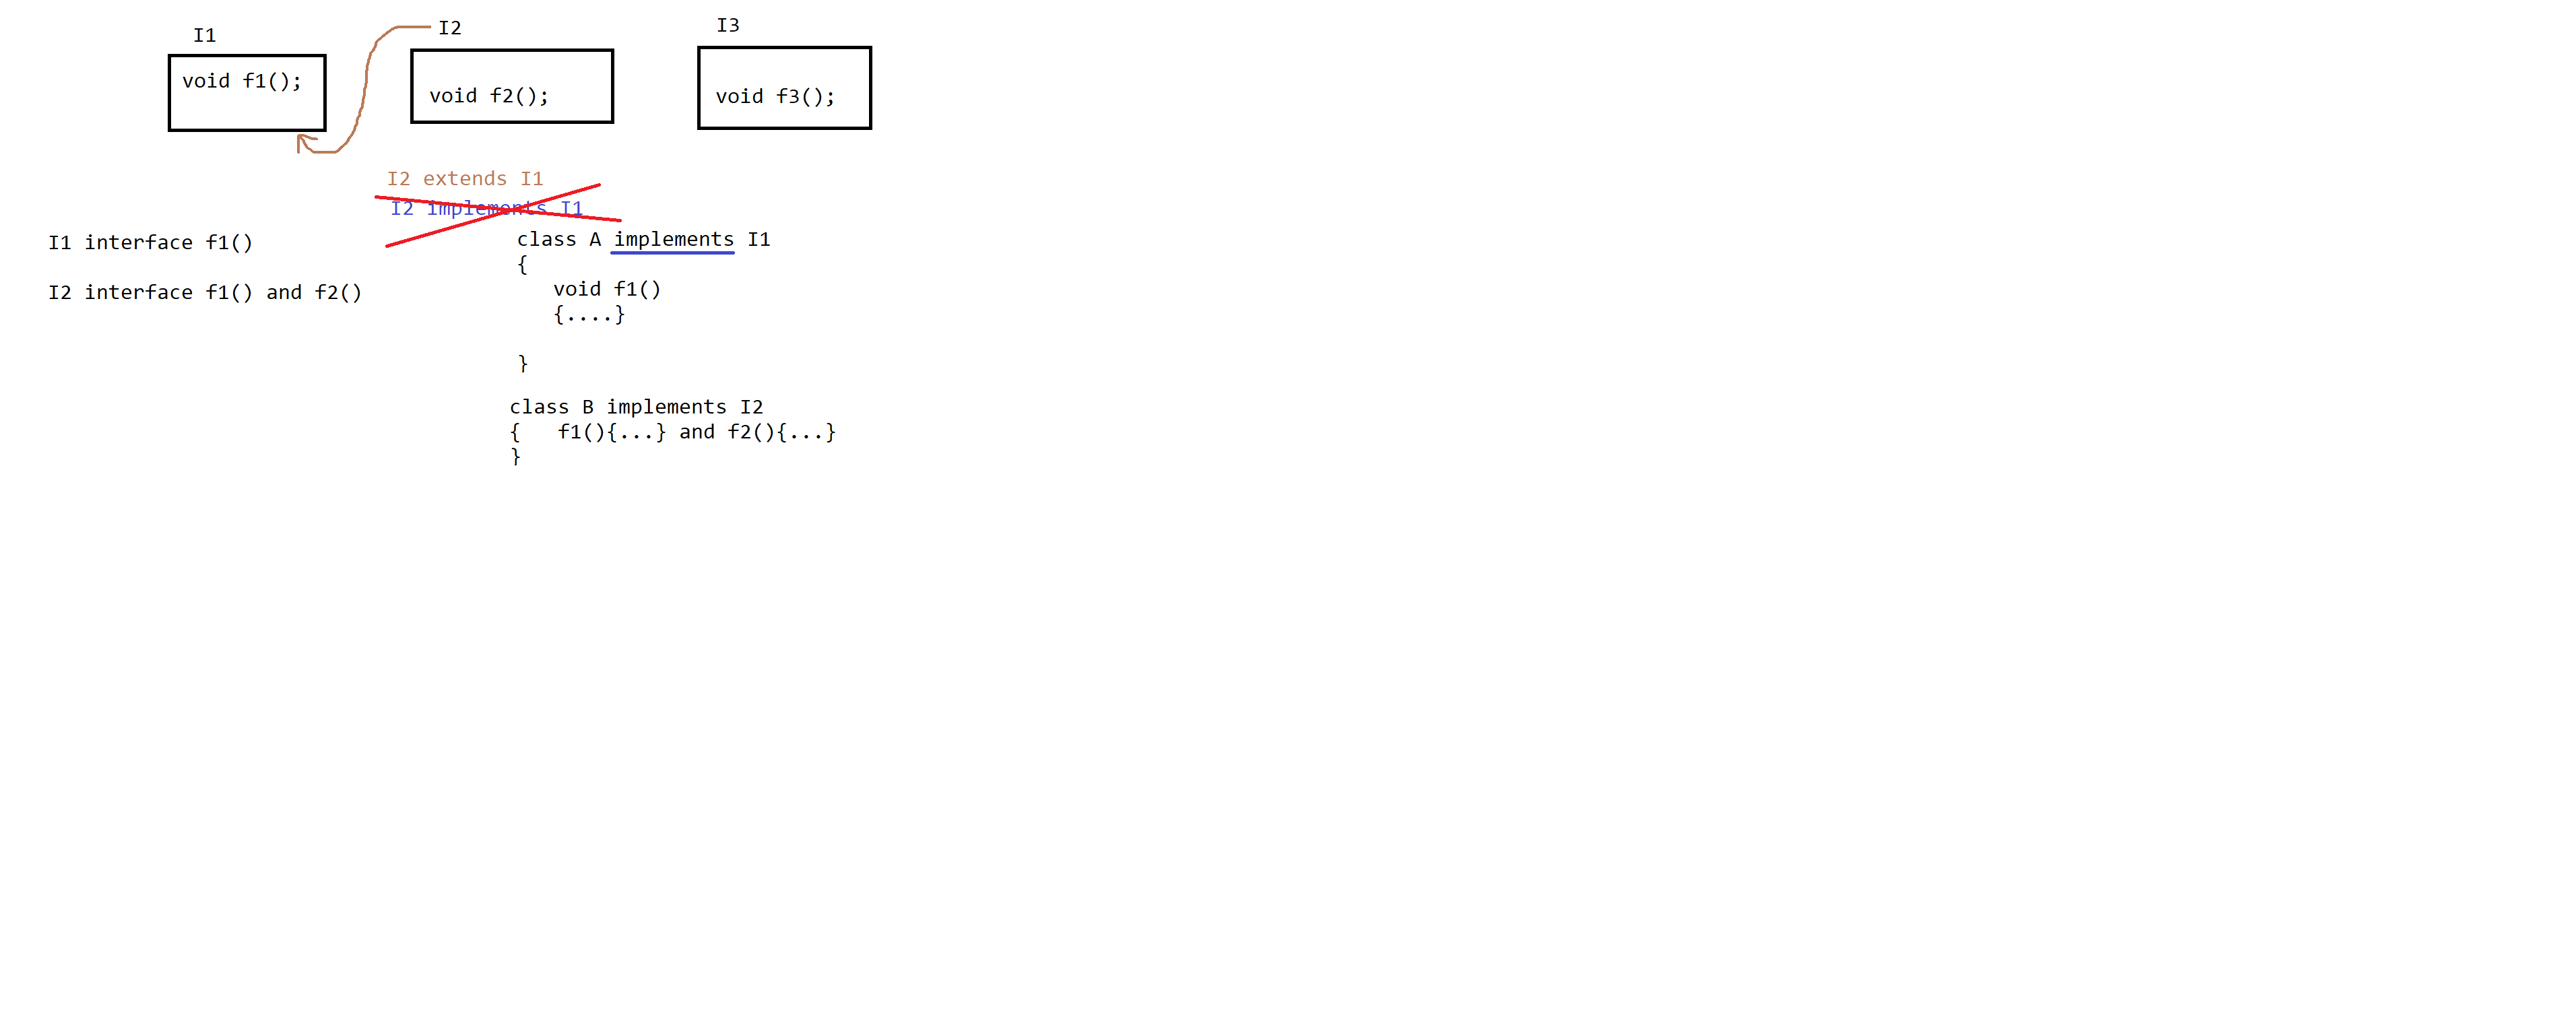 I1
I2
I3
void f1();
void f2();
void f3();
I2 extends I1
I2 implements I1
I1 interface f1()
I2 interface f1() and f2()
class A implements I1
{
void f1()
{....}
}
class B implements I2
{   f1(){...} and f2(){...}
}